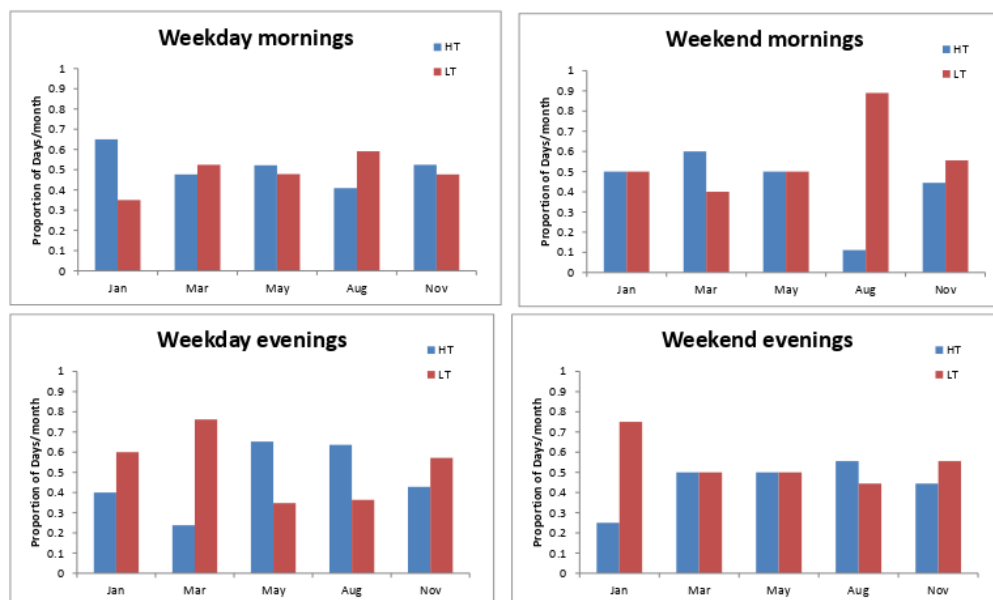 Weekday mornings
HT
LT
Proportion of Days/month
1
0.9
0.8
0.7
0.6
0.5
0.4
0.3
0.2
0.1
0
Jan Mar May Aug Nov
Weekend mornings
HT
LT
Proportion of Days/month
1
0.9
0.8
0.7
0.6
0.5
0.4
0.3
0.2
0.1
0
Jan Mar May Aug Nov
Weekday evenings
HT
LT
Proportion of Days/month
1
0.9
0.8
0.7
0.6
0.5
0.4
0.3
0.2
0.1
0
Jan Mar May Aug Nov
Weekend evenings
HT
LT
Proportion of Days/month
1
0.9
0.8
0.7
0.6
0.5
0.4
0.3
0.2
0.1
0
Jan Mar May Aug Nov